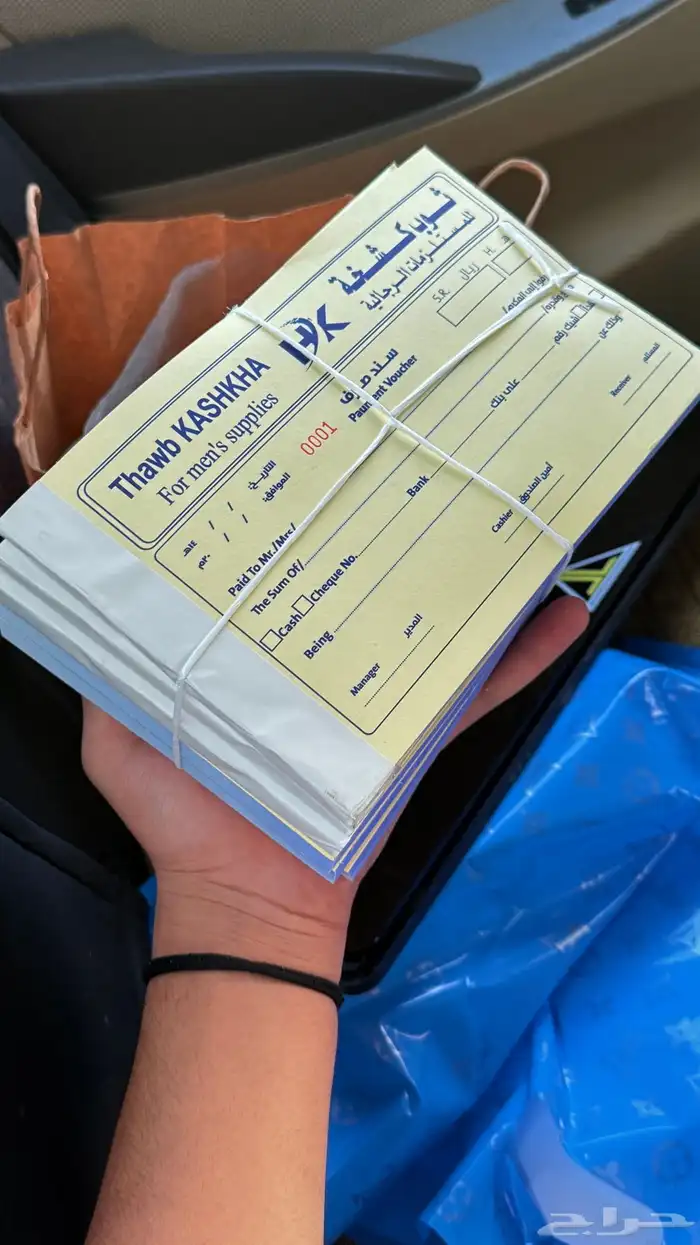 ثوب كشخة
للمستلزمات الرجالية
Thawb KASHKHA
For men's supplies
ريال
S.R.
H.
سند صرف
Payment Voucher
0001
التاريخ
الموافق:
/ / ١٤هـ
/ / ٢٠م
Paid To Mr./Mrs/
The Sum Of/
Cash
Cheque No.
Bank
على بنك
وذلك عن
Being
Manager
المدير
Cashier
أمين الصندوق
Receiver
المستلم
حراج